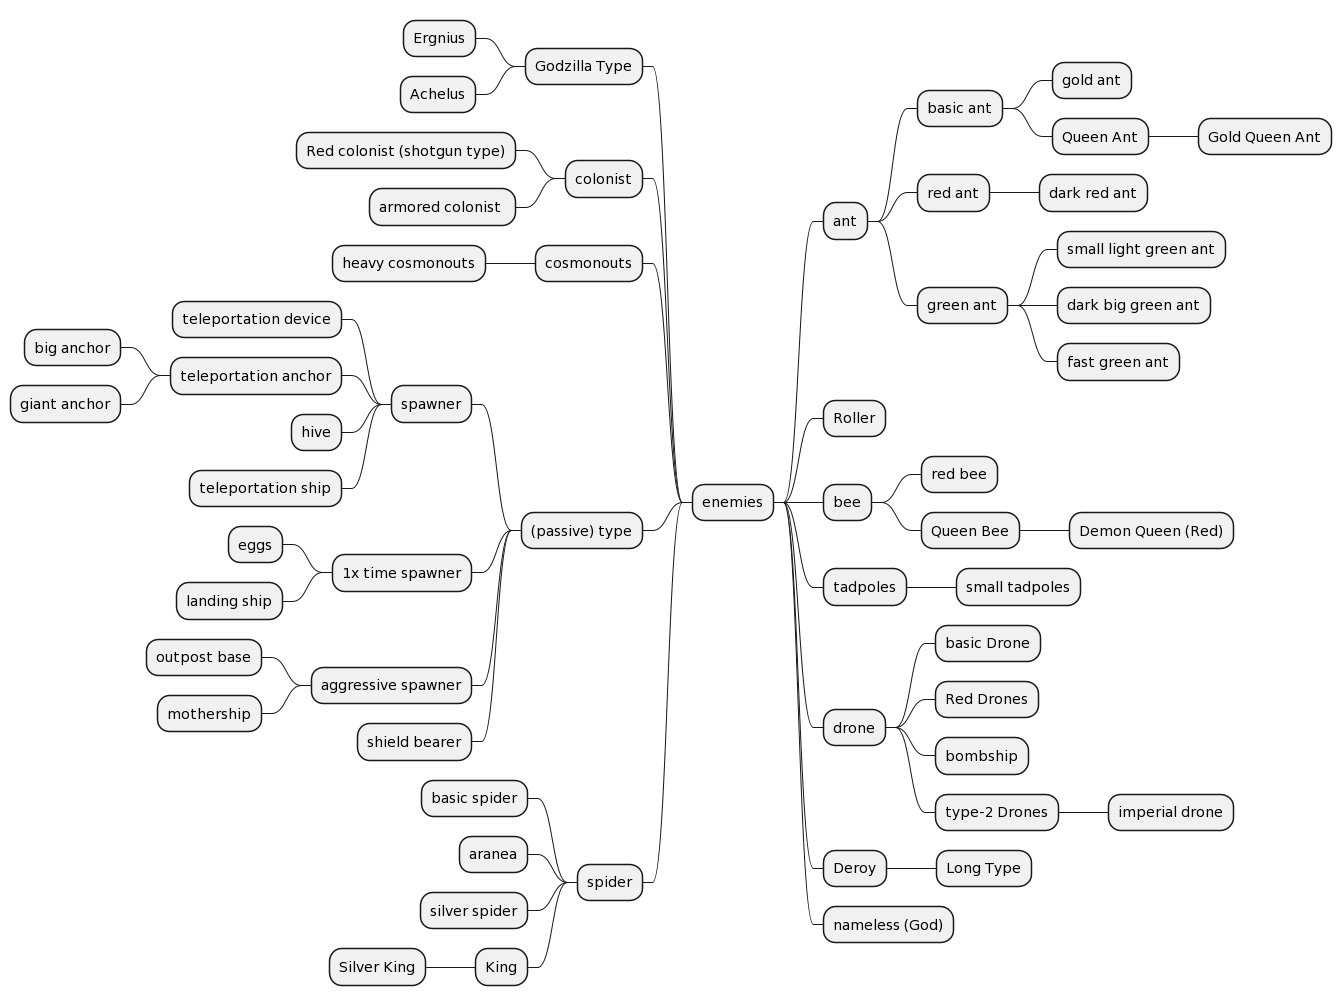 enemies
ant
basic ant
gold ant
Queen Ant
Gold Queen Ant
red ant
dark red ant
green ant
small light green ant
dark big green ant
fast green ant
Roller
bee
red bee
Queen Bee
Demon Queen (Red)
tadpoles
small tadpoles
drone
basic Drone
Red Drones
bombship
type-2 Drones
imperial drone
Deroy
Long Type
nameless (God)
Godzilla Type
Ergnius
Achelus
colonist
Red colonist (shotgun type)
armored colonist
cosmonouts
heavy cosmonouts
(passive) type
spawner
teleportation device
teleportation anchor
big anchor
giant anchor
hive
teleportation ship
1x time spawner
eggs
landing ship
aggressive spawner
outpost base
mothership
shield bearer
spider
basic spider
aranea
silver spider
King
Silver King